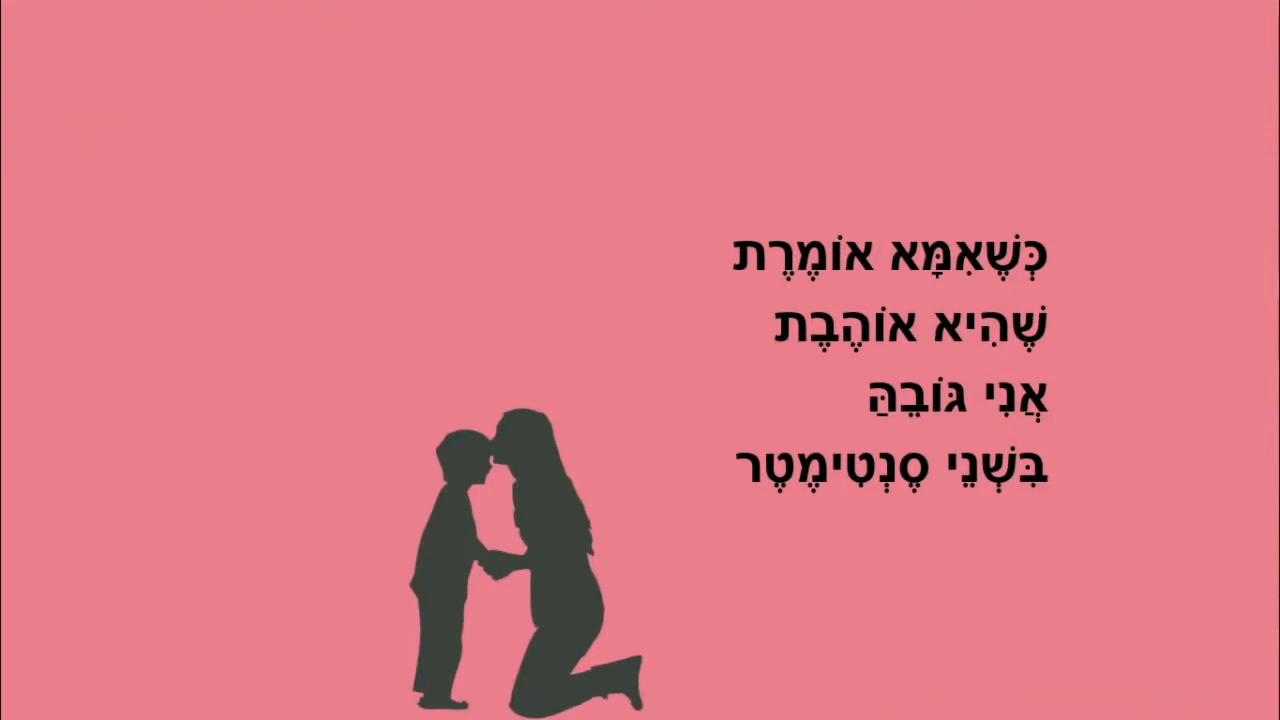 כְּשֶׁאִמָּא אוֹמֶרֶת
שֶׁהִיא אוֹהֶבֶת
אֲנִי גּוֹבֵהַּ
בִּשְׁנֵי סֶנְטִימֶטֶר